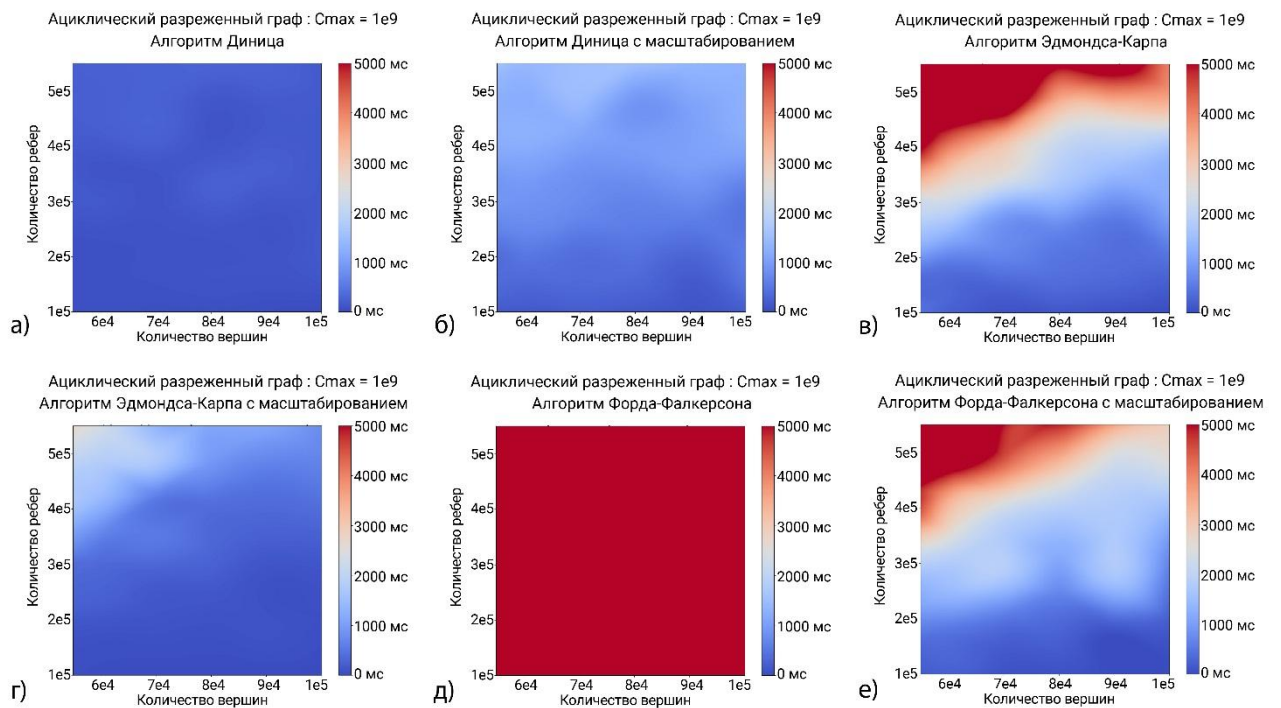 Ациклический разреженный граф : Cmax = 1e9
Алгоритм Диница
5000 мс
4000 мс
3000 мс
2000 мс
1000 мс
0 мс
Количество ребер
5e5
4e5
3e5
2e5
1e5
6e4 7e4 8e4 9e4 1e5
Количество вершин
а)
Ациклический разреженный граф : Cmax = 1e9
Алгоритм Диница с масштабированием
5000 мс
4000 мс
3000 мс
2000 мс
1000 мс
0 мс
Количество ребер
5e5
4e5
3e5
2e5
1e5
6e4 7e4 8e4 9e4 1e5
Количество вершин
б)
Ациклический разреженный граф : Cmax = 1e9
Алгоритм Эдмондса-Карпа
5000 мс
4000 мс
3000 мс
2000 мс
1000 мс
0 мс
Количество ребер
5e5
4e5
3e5
2e5
1e5
6e4 7e4 8e4 9e4 1e5
Количество вершин
в)
Ациклический разреженный граф : Cmax = 1e9
Алгоритм Эдмондса-Карпа с масштабированием
5000 мс
4000 мс
3000 мс
2000 мс
1000 мс
0 мс
Количество ребер
5e5
4e5
3e5
2e5
1e5
6e4 7e4 8e4 9e4 1e5
Количество вершин
г)
Ациклический разреженный граф : Cmax = 1e9
Алгоритм Форда-Фалкерсона
5000 мс
4000 мс
3000 мс
2000 мс
1000 мс
0 мс
Количество ребер
5e5
4e5
3e5
2e5
1e5
6e4 7e4 8e4 9e4 1e5
Количество вершин
д)
Ациклический разреженный граф : Cmax = 1e9
Алгоритм Форда-Фалкерсона с масштабированием
5000 мс
4000 мс
3000 мс
2000 мс
1000 мс
0 мс
Количество ребер
5e5
4e5
3e5
2e5
1e5
6e4 7e4 8e4 9e4 1e5
Количество вершин
е)